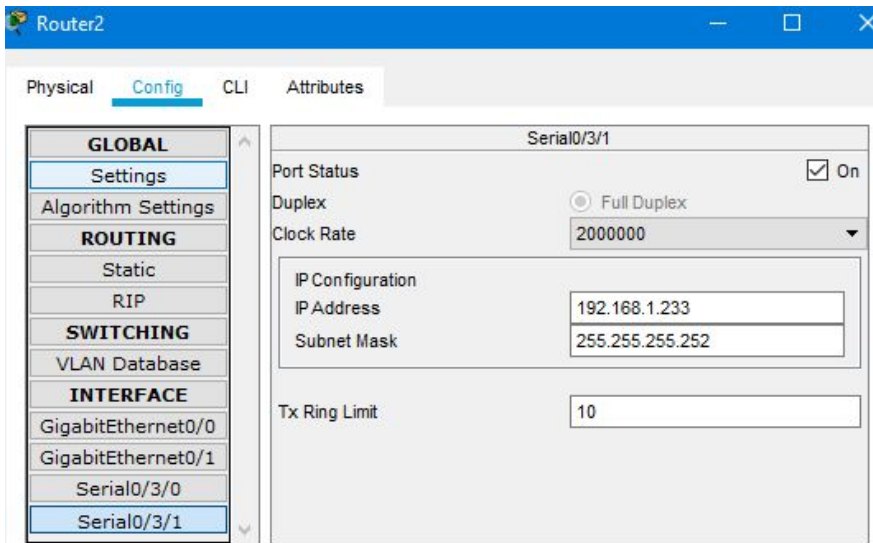 Router2
Physical Config CLI Attributes
GLOBAL
Settings
Algorithm Settings
ROUTING
Static
RIP
SWITCHING
VLAN Database
INTERFACE
GigabitEthernet0/0
GigabitEthernet0/1
Serial0/3/0
Serial0/3/1
Serial0/3/1
Port Status On
Duplex Full Duplex
Clock Rate 2000000
IP Configuration
IP Address 192.168.1.233
Subnet Mask 255.255.255.252
Tx Ring Limit 10